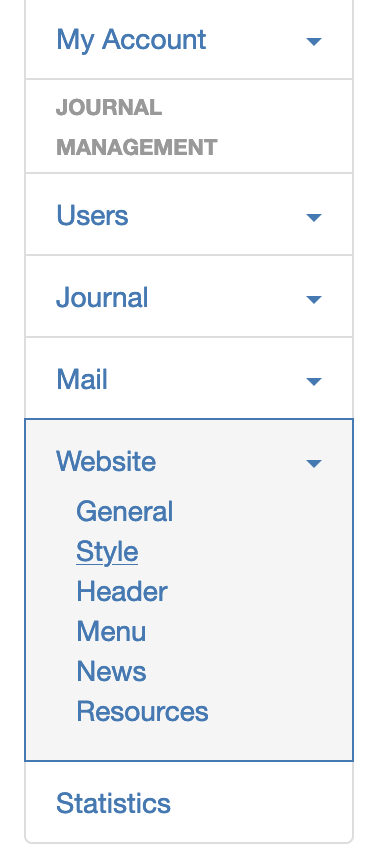 My Account
JOURNAL
MANAGEMENT
Users
Journal
Mail
Website
General
Style
Header
Menu
News
Resources
Statistics